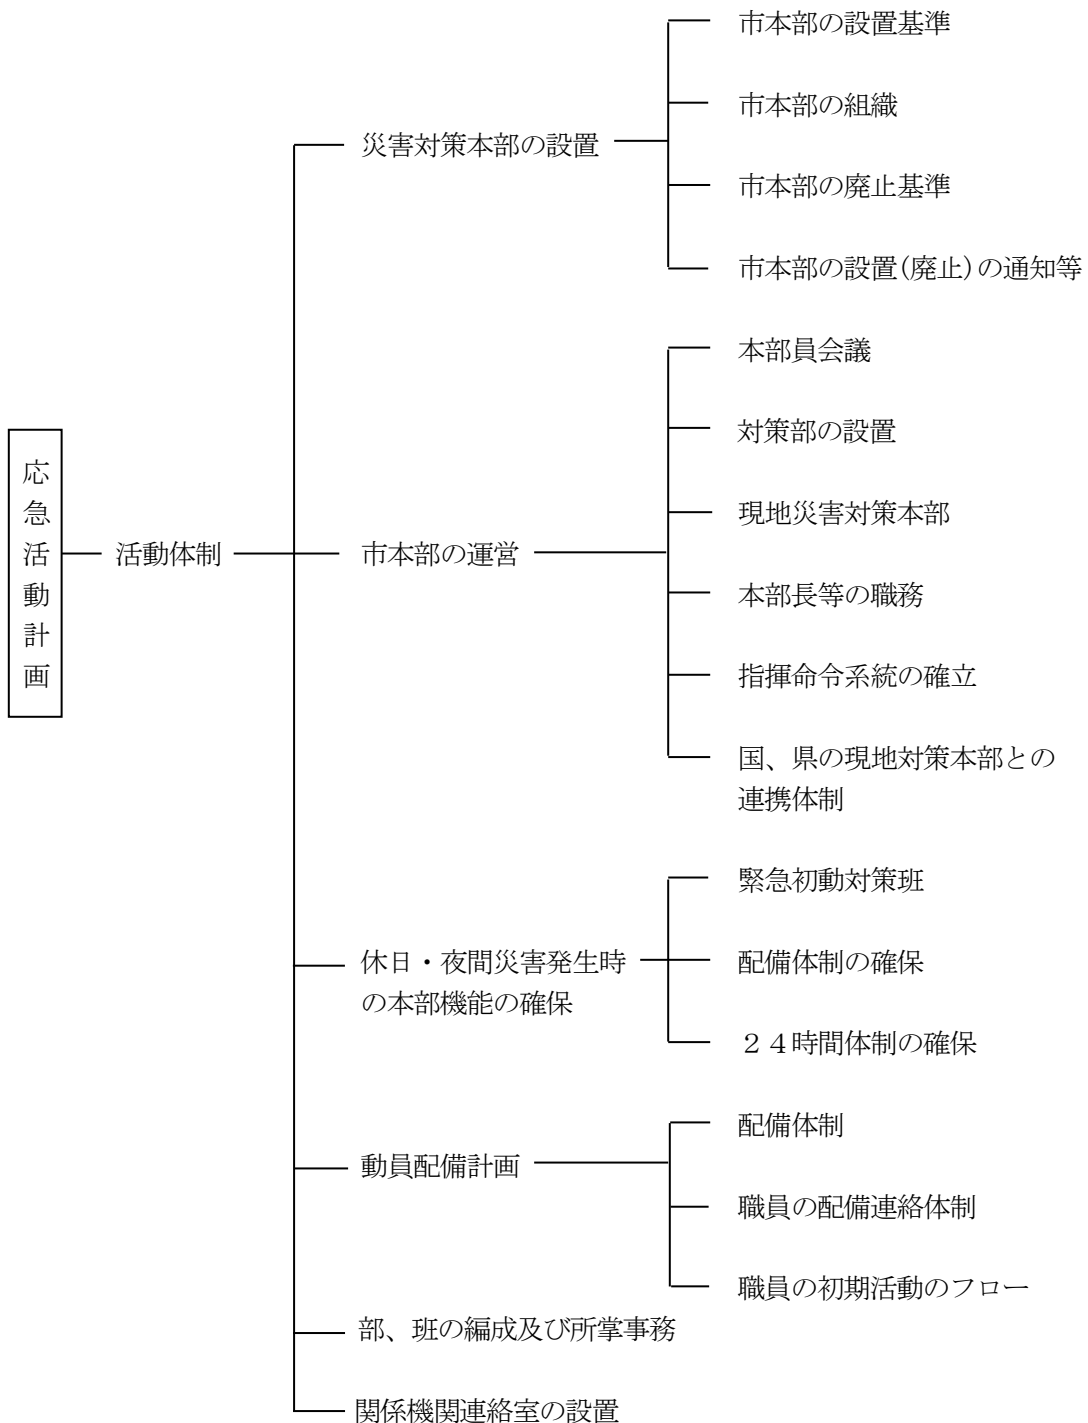 応急活動計画
活動体制
災害対策本部の設置
市本部の設置基準
市本部の組織
市本部の廃止基準
市本部の設置(廃止)の通知等
市本部の運営
本部員会議
対策部の設置
現地災害対策本部
本部長等の職務
指揮命令系統の確立
国、県の現地対策本部との
連携体制
休日・夜間災害発生時
の本部機能の確保
緊急初動対策班
配備体制の確保
２４時間体制の確保
動員配備計画
配備体制
職員の配備連絡体制
職員の初期活動のフロー
部、班の編成及び所掌事務
関係機関連絡室の設置